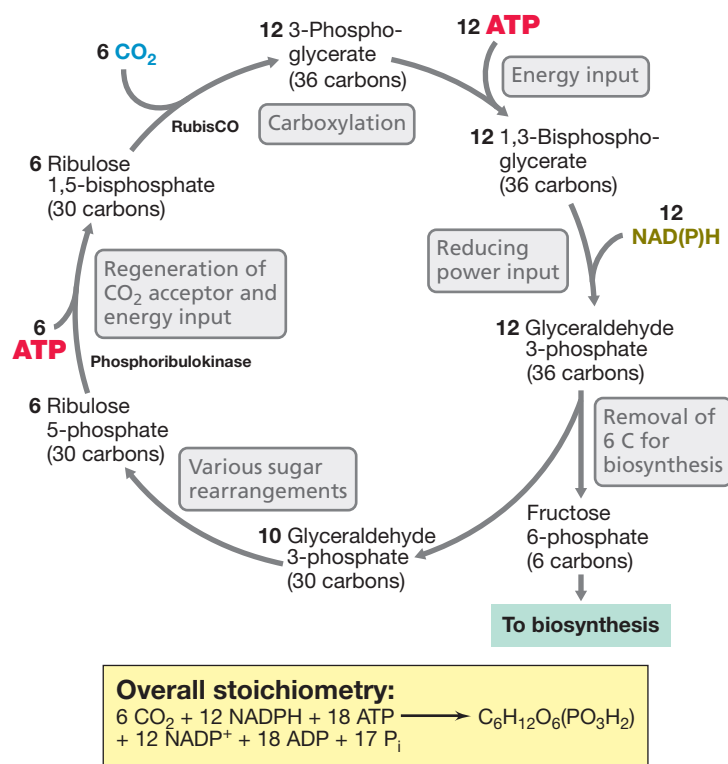 12 3-Phospho-
glycerate
(36 carbons)
12 ATP
Energy input
6 CO₂
RubisCO
Carboxylation
12 1,3-Bisphospho-
glycerate
(36 carbons)
12
NAD(P)H
Reducing
power input
12 Glyceraldehyde
3-phosphate
(36 carbons)
Removal of
6 C for
biosynthesis
Fructose
6-phosphate
(6 carbons)
To biosynthesis
10 Glyceraldehyde
3-phosphate
(30 carbons)
Various sugar
rearrangements
6 Ribulose
5-phosphate
(30 carbons)
Phosphoribulokinase
6
ATP
Regeneration of
CO₂ acceptor and
energy input
6 Ribulose
1,5-bisphosphate
(30 carbons)
Overall stoichiometry:
6 CO₂ + 12 NADPH + 18 ATP ⟶ C₆H₁₂O₆(PO₃H₂)
+ 12 NADP⁺ + 18 ADP + 17 Pᵢ